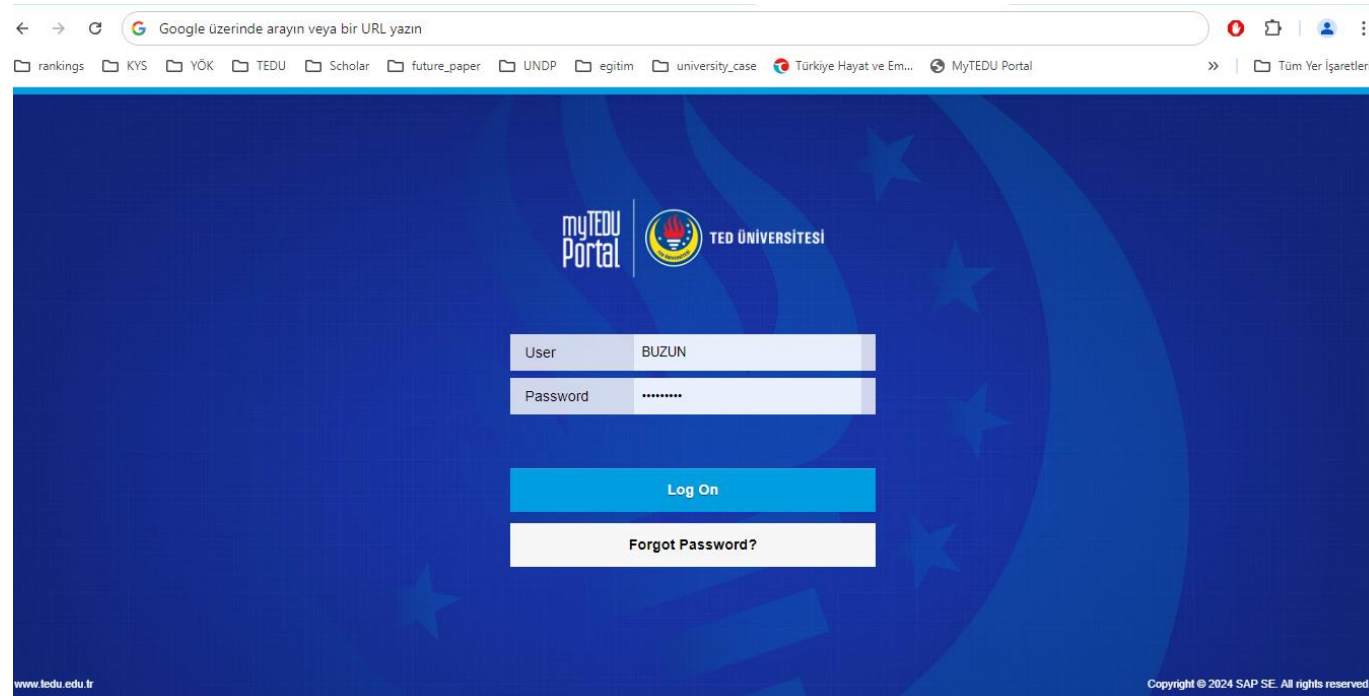 Google üzerinde arayın veya bir URL yazın
rankings KYS YÖK TEDU Scholar future_paper UNDP egitim university_case Türkiye Hayat ve Em... MyTEDU Portal » Tüm Yer İşaretler
myTEDU
Portal
TED ÜNİVERSİTESİ
User BUZUN
Password •••••••••
Log On
Forgot Password?
www.tedu.edu.tr Copyright © 2024 SAP SE. All rights reserved